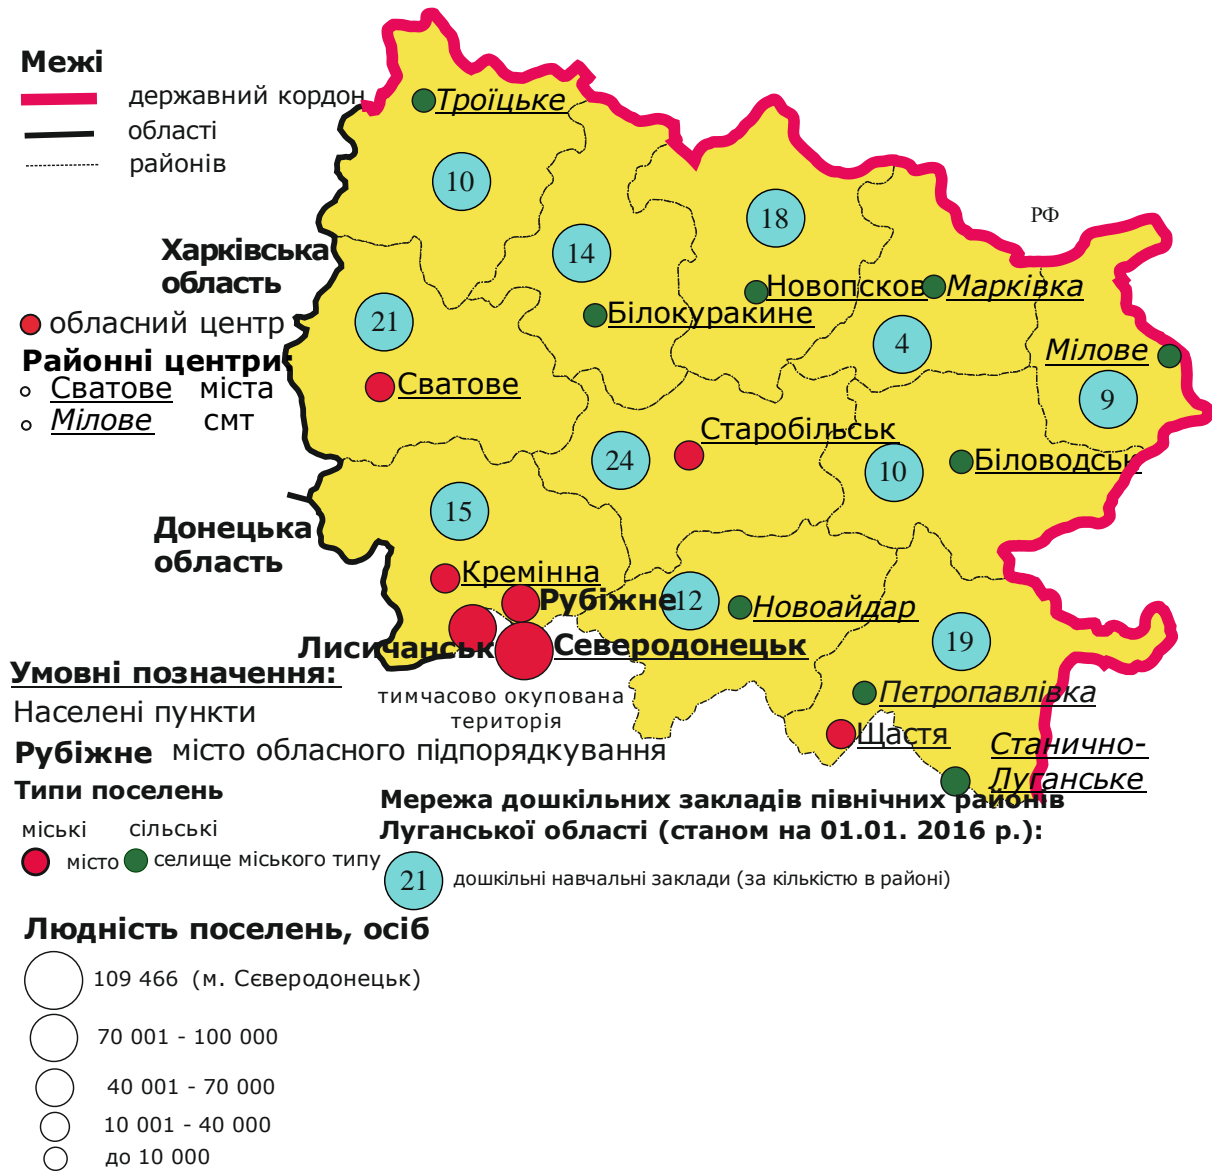 Межі
державний кордон
області
районів
Троїцьке
10
18
РФ
Харківська
область
14
Новопсков
Марківка
Білокуракине
обласний центр
21
4
Мілове
Районні центри:
Сватове міста
Мілове смт
Сватове
9
Старобільськ
24
10
Біловодськ
15
Донецька
область
Кремінна
Рубіжне
12
Новоайдар
19
Лисичанськ
Северодонецьк
Умовні позначення:
тимчасово окупована
територія
Петропавлівка
Населені пункти
Щастя
Станично-
Луганське
Рубіжне місто обласного підпорядкування
Типи поселень
міські сільські
місто селище міського типу
Мережа дошкільних закладів північних районів
Луганської області (станом на 01.01. 2016 р.):
21 дошкільні навчальні заклади (за кількістю в районі)
Людність поселень, осіб
109 466 (м. Сєверодонецьк)
70 001 - 100 000
40 001 - 70 000
10 001 - 40 000
до 10 000